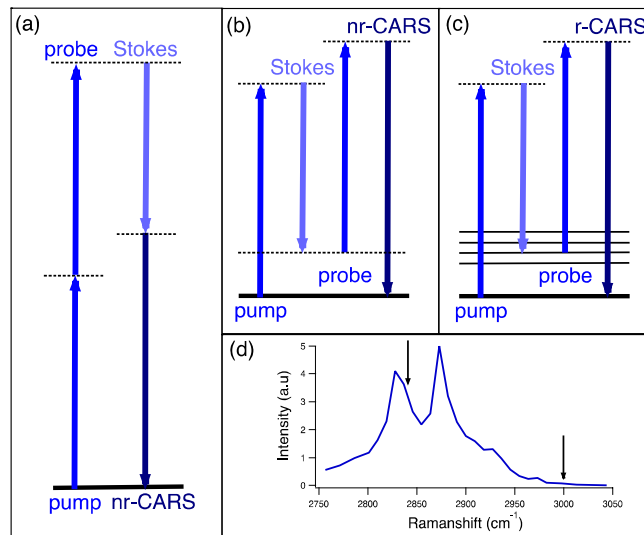 (a)
probe
Stokes
pump
nr-CARS
(b)
nr-CARS
Stokes
probe
pump
(c)
r-CARS
Stokes
probe
pump
(d)
5
4
3
2
1
0
Intensity (a.u)
2750 2800 2850 2900 2950 3000 3050
Ramanshift (cm⁻¹)